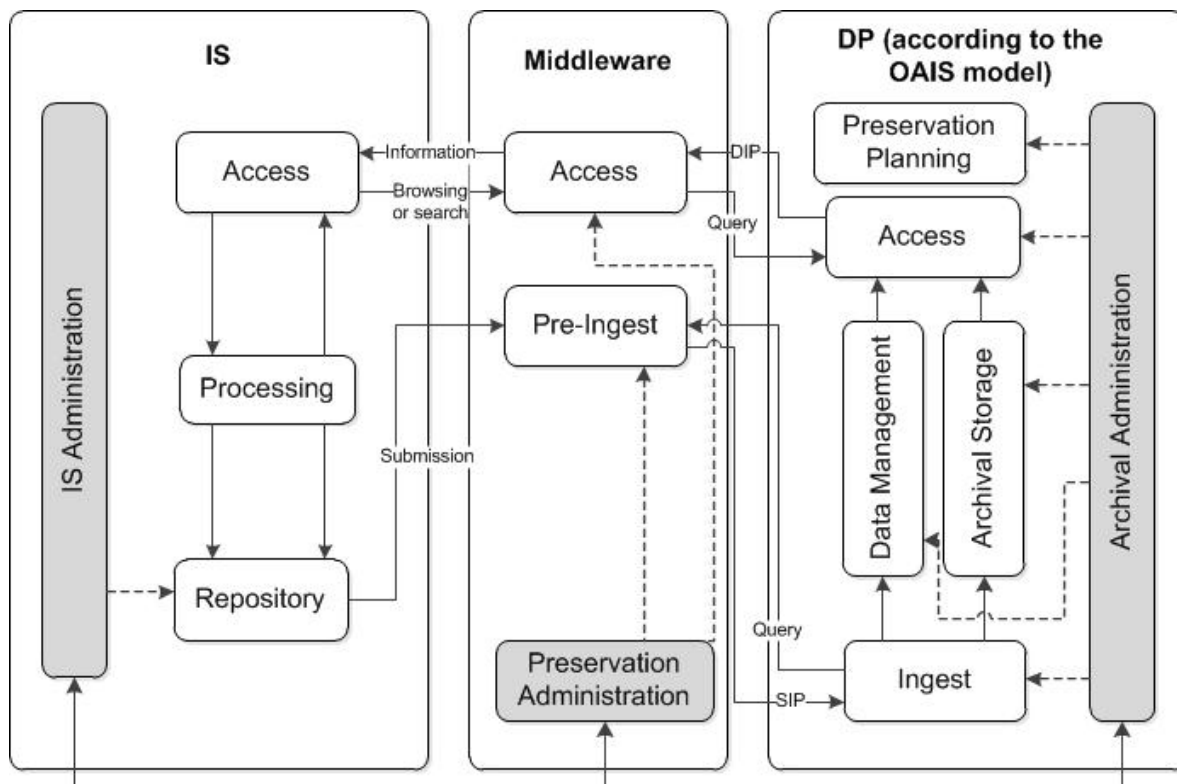 IS
Middleware
DP (according to the
OAIS model)
IS Administration
Access
Processing
Repository
Information
Browsing
or search
Submission
Access
Pre-Ingest
Preservation
Administration
DIP
Query
Query
SIP
Preservation
Planning
Access
Data Management
Archival Storage
Ingest
Archival Administration